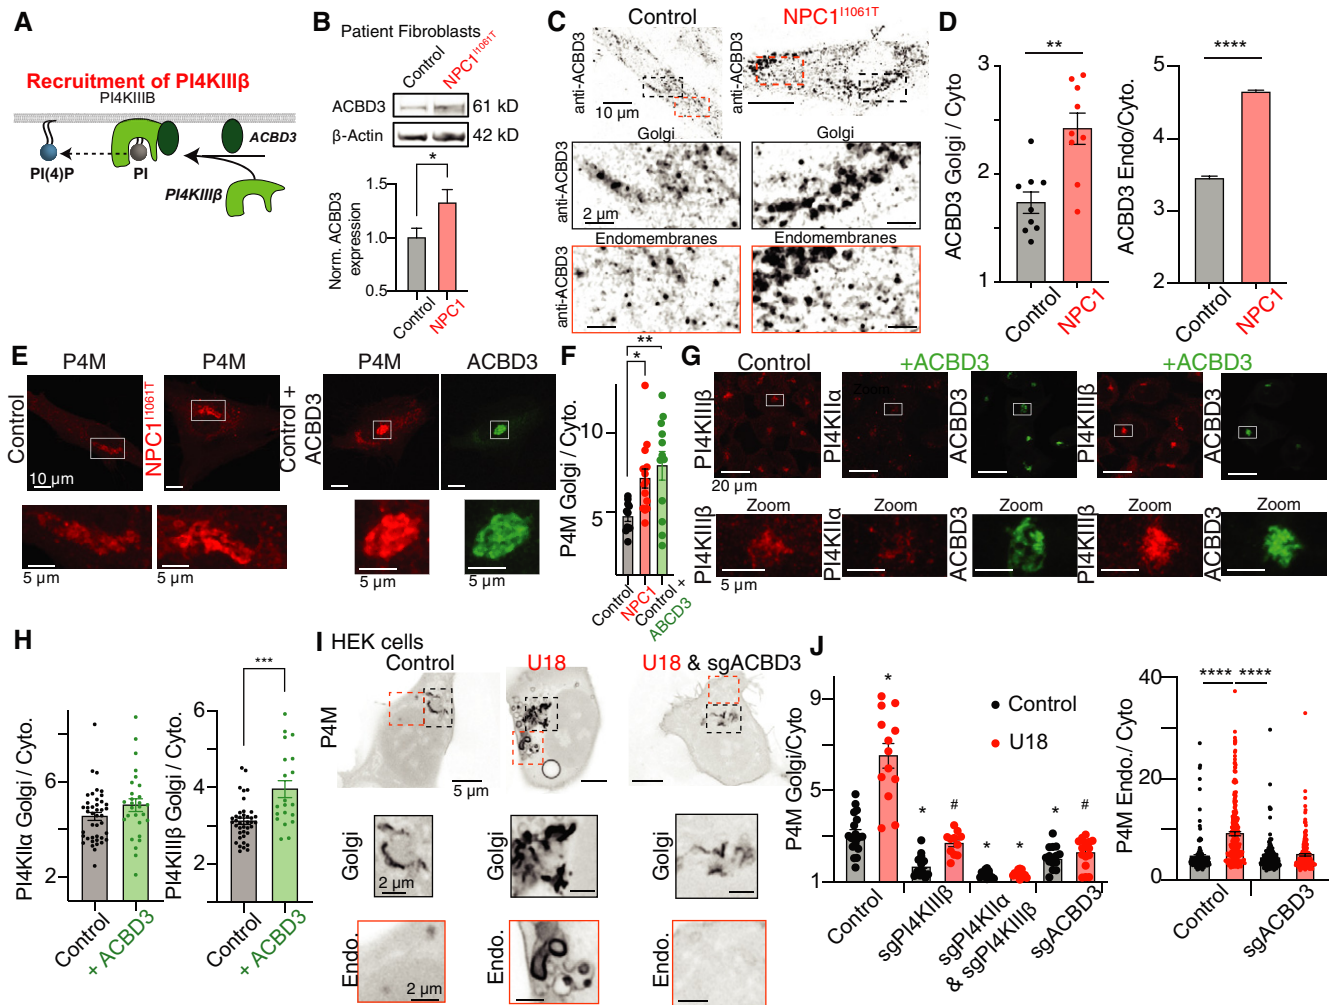 A
Recruitment of PI4KIIIβ
PI4KIIIB
ACBD3
PI(4)P
PI
PI4KIIIβ
B
Patient Fibroblasts
Control
NPC1I1061T
ACBD3
61 kD
β-Actin
42 kD
*
Norm. ACBD3
expression
1.5
1.0
0.5
Control
NPC1
C
Control
NPC1I1061T
anti-ACBD3
10 µm
anti-ACBD3
Golgi
Golgi
anti-ACBD3
2 µm
Endomembranes
Endomembranes
anti-ACBD3
D
**
ACBD3 Golgi / Cyto
3
2
1
Control
NPC1
****
ACBD3 Endo/Cyto.
5
4
3
2
Control
NPC1
E
P4M
P4M
P4M
ACBD3
Control
NPC1I1061T
Control +
ACBD3
10 µm
5 µm
5 µm
5 µm
5 µm
F
**
*
P4M Golgi / Cyto.
10
5
Control
NPC1
Control +
ABCD3
G
Control
+ACBD3
+ACBD3
PI4KIIIβ
PI4KIIα
Zoom
ACBD3
PI4KIIIβ
ACBD3
20 µm
Zoom
Zoom
Zoom
Zoom
Zoom
PI4KIIIβ
PI4KIIα
ACBD3
PI4KIIIβ
ACBD3
5 µm
H
PI4KIIα Golgi / Cyto.
6
2
Control
+ ACBD3
***
PI4KIIIβ Golgi / Cyto.
6
4
2
Control
+ ACBD3
I
HEK cells
Control
U18
U18 & sgACBD3
P4M
5 µm
Golgi
2 µm
Golgi
Golgi
Endo.
2 µm
Endo.
Endo.
J
P4M Golgi/Cyto
9
5
1
*
*
#
*
*
*
#
Control
U18
Control
sgPI4KIIIβ
sgPI4KIIα
& sgPI4KIIIβ
sgACBD3
P4M Endo./ Cyto
40
20
0
****
****
Control
sgACBD3